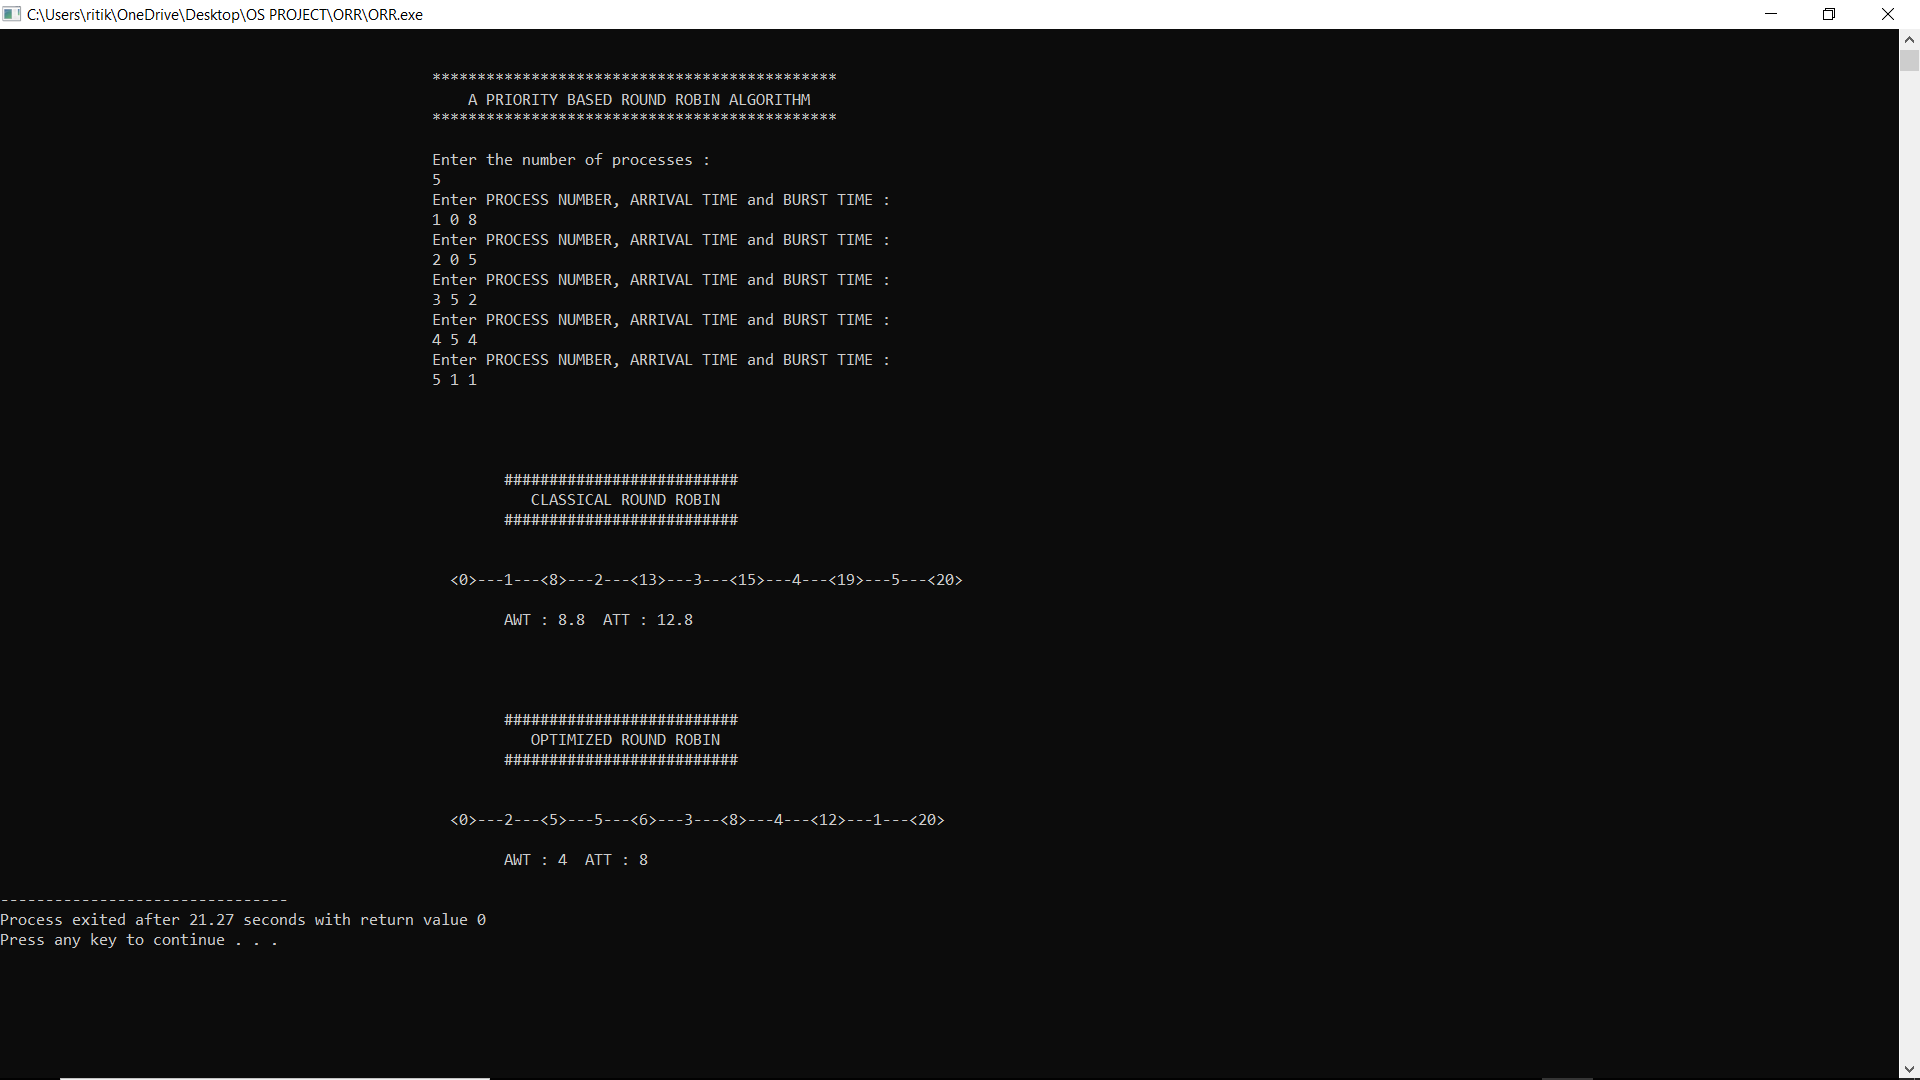 C:\Users\ritik\OneDrive\Desktop\OS PROJECT\ORR\ORR.exe
*********************************************
A PRIORITY BASED ROUND ROBIN ALGORITHM
*********************************************
Enter the number of processes :
5
Enter PROCESS NUMBER, ARRIVAL TIME and BURST TIME :
1 0 8
Enter PROCESS NUMBER, ARRIVAL TIME and BURST TIME :
2 0 5
Enter PROCESS NUMBER, ARRIVAL TIME and BURST TIME :
3 5 2
Enter PROCESS NUMBER, ARRIVAL TIME and BURST TIME :
4 5 4
Enter PROCESS NUMBER, ARRIVAL TIME and BURST TIME :
5 1 1
##########################
CLASSICAL ROUND ROBIN
##########################
<0>---1---<8>---2---<13>---3---<15>---4---<19>---5---<20>
AWT : 8.8  ATT : 12.8
##########################
OPTIMIZED ROUND ROBIN
##########################
<0>---2---<5>---5---<6>---3---<8>---4---<12>---1---<20>
AWT : 4  ATT : 8
--------------------------------
Process exited after 21.27 seconds with return value 0
Press any key to continue . . .